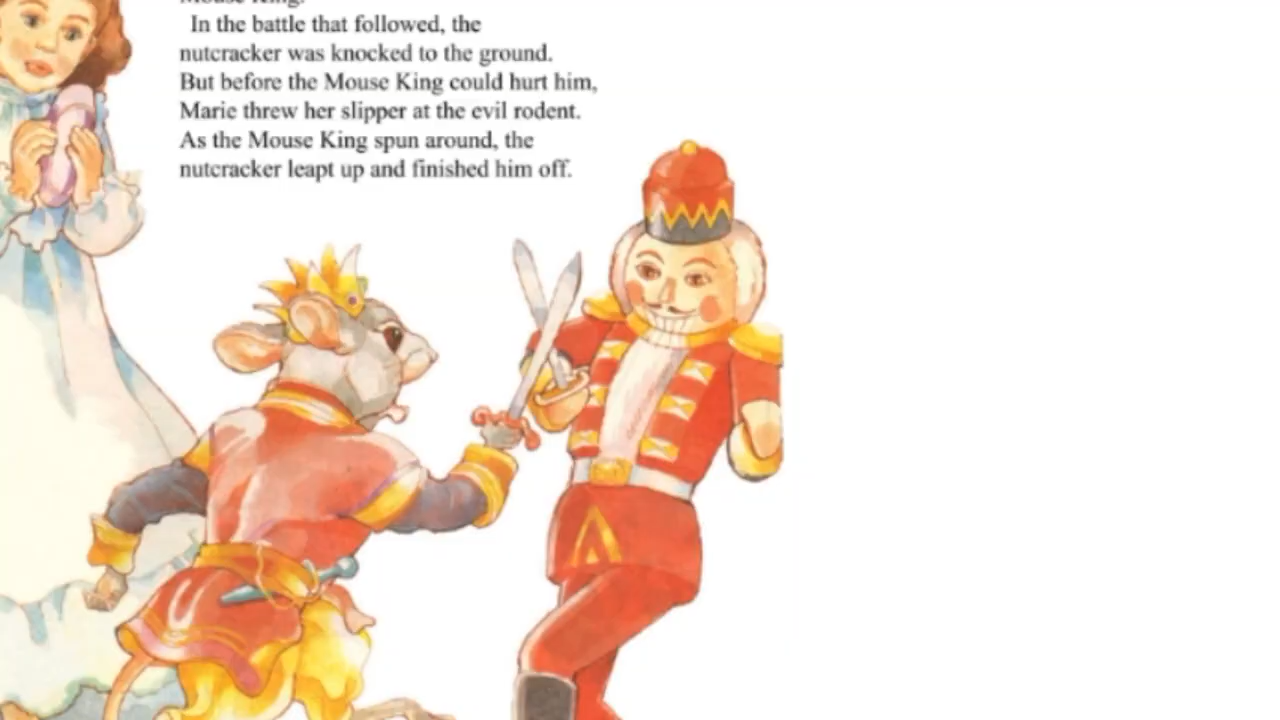 Mouse King.
In the battle that followed, the
nutcracker was knocked to the ground.
But before the Mouse King could hurt him,
Marie threw her slipper at the evil rodent.
As the Mouse King spun around, the
nutcracker leapt up and finished him off.